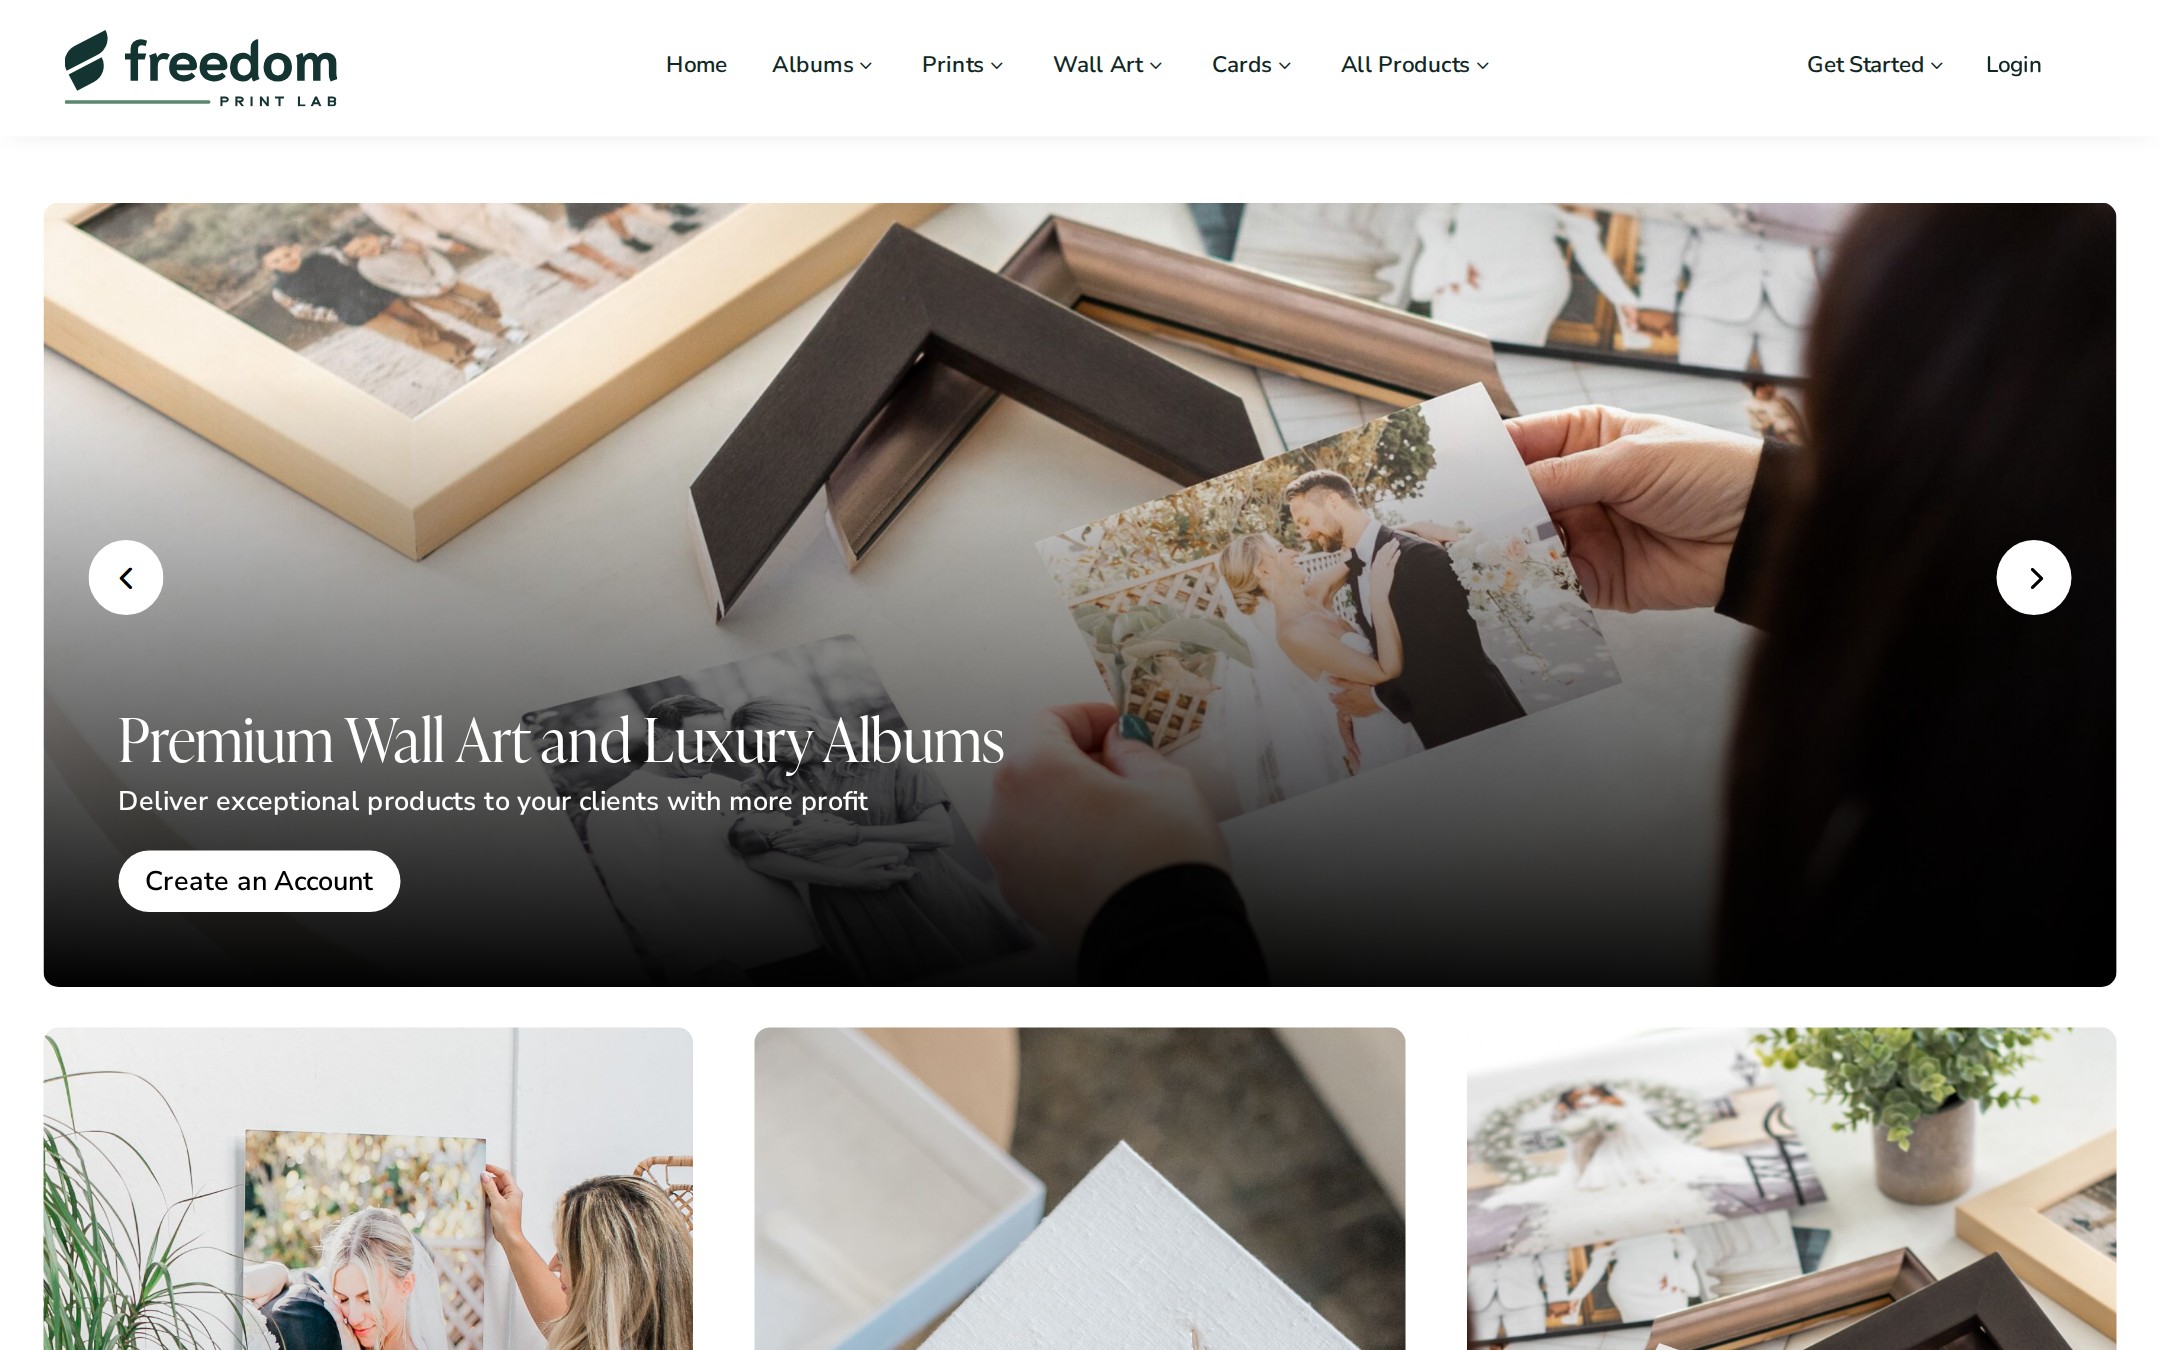 freedom
PRINT LAB
Home
Albums
Prints
Wall Art
Cards
All Products
Get Started
Login
Premium Wall Art and Luxury Albums
Deliver exceptional products to your clients with more profit
Create an Account